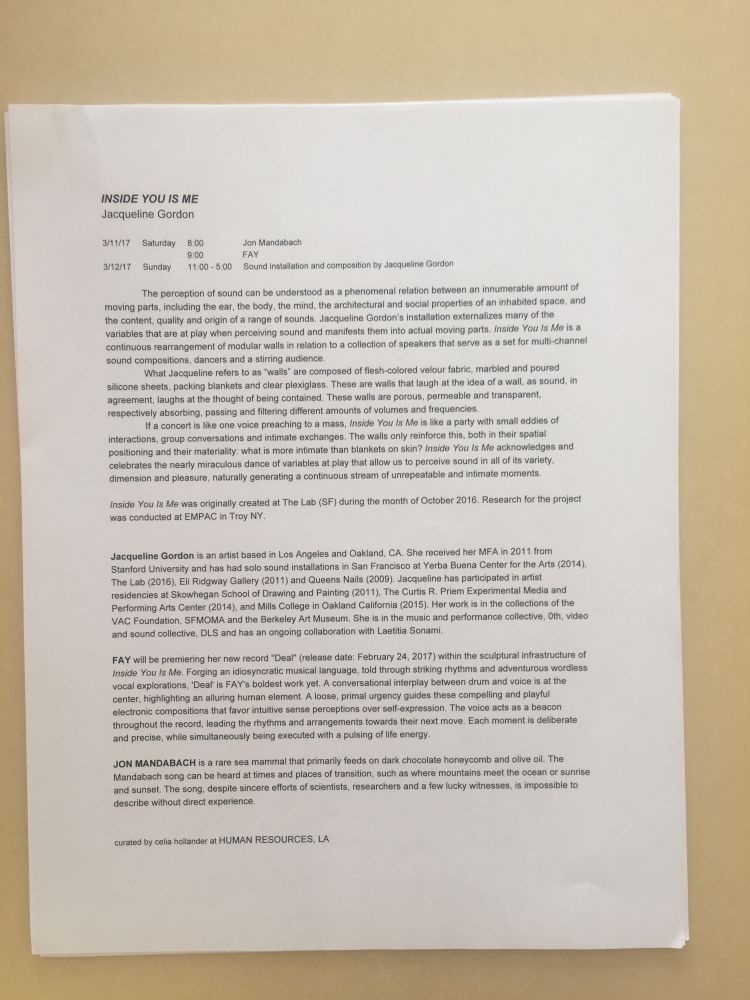 INSIDE YOU IS ME
Jacqueline Gordon
3/11/17 Saturday 8:00 Jon Mandabach
9:00 FAY
3/12/17 Sunday 11:00 - 5:00 Sound installation and composition by Jacqueline Gordon
The perception of sound can be understood as a phenomenal relation between an innumerable amount of
moving parts, including the ear, the body, the mind, the architectural and social properties of an inhabited space, and
the content, quality and origin of a range of sounds. Jacqueline Gordon's installation externalizes many of the
variables that are at play when perceiving sound and manifests them into actual moving parts. Inside You Is Me is a
continuous rearrangement of modular walls in relation to a collection of speakers that serve as a set for multi-channel
sound compositions, dancers and a stirring audience.
What Jacqueline refers to as "walls" are composed of flesh-colored velour fabric, marbled and poured
silicone sheets, packing blankets and clear plexiglass. These are walls that laugh at the idea of a wall, as sound, in
agreement, laughs at the thought of being contained. These walls are porous, permeable and transparent,
respectively absorbing, passing and filtering different amounts of volumes and frequencies.
If a concert is like one voice preaching to a mass, Inside You Is Me is like a party with small eddies of
interactions, group conversations and intimate exchanges. The walls only reinforce this, both in their spatial
positioning and their materiality: what is more intimate than blankets on skin? Inside You Is Me acknowledges and
celebrates the nearly miraculous dance of variables at play that allow us to perceive sound in all of its variety,
dimension and pleasure, naturally generating a continuous stream of unrepeatable and intimate moments.
Inside You Is Me was originally created at The Lab (SF) during the month of October 2016. Research for the project
was conducted at EMPAC in Troy NY.
Jacqueline Gordon is an artist based in Los Angeles and Oakland, CA. She received her MFA in 2011 from
Stanford University and has had solo sound installations in San Francisco at Yerba Buena Center for the Arts (2014),
The Lab (2016), Eli Ridgway Gallery (2011) and Queens Nails (2009). Jacqueline has participated in artist
residencies at Skowhegan School of Drawing and Painting (2011), The Curtis R. Priem Experimental Media and
Performing Arts Center (2014), and Mills College in Oakland California (2015). Her work is in the collections of the
VAC Foundation, SFMOMA and the Berkeley Art Museum. She is in the music and performance collective, 0th, video
and sound collective, DLS and has an ongoing collaboration with Laetitia Sonami.
FAY will be premiering her new record "Deal" (release date: February 24, 2017) within the sculptural infrastructure of
Inside You Is Me. Forging an idiosyncratic musical language, told through striking rhythms and adventurous wordless
vocal explorations, 'Deal' is FAY's boldest work yet. A conversational interplay between drum and voice is at the
center, highlighting an alluring human element. A loose, primal urgency guides these compelling and playful
electronic compositions that favor intuitive sense perceptions over self-expression. The voice acts as a beacon
throughout the record, leading the rhythms and arrangements towards their next move. Each moment is deliberate
and precise, while simultaneously being executed with a pulsing of life energy.
JON MANDABACH is a rare sea mammal that primarily feeds on dark chocolate honeycomb and olive oil. The
Mandabach song can be heard at times and places of transition, such as where mountains meet the ocean or sunrise
and sunset. The song, despite sincere efforts of scientists, researchers and a few lucky witnesses, is impossible to
describe without direct experience.
curated by celia hollander at HUMAN RESOURCES, LA